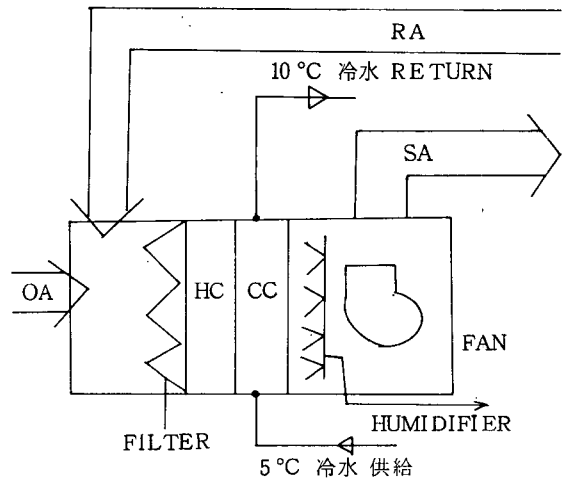 RA
10 °C 冷水 RETURN
SA
OA
HC
CC
FAN
HUMIDIFIER
FILTER
5 °C 冷水 供給